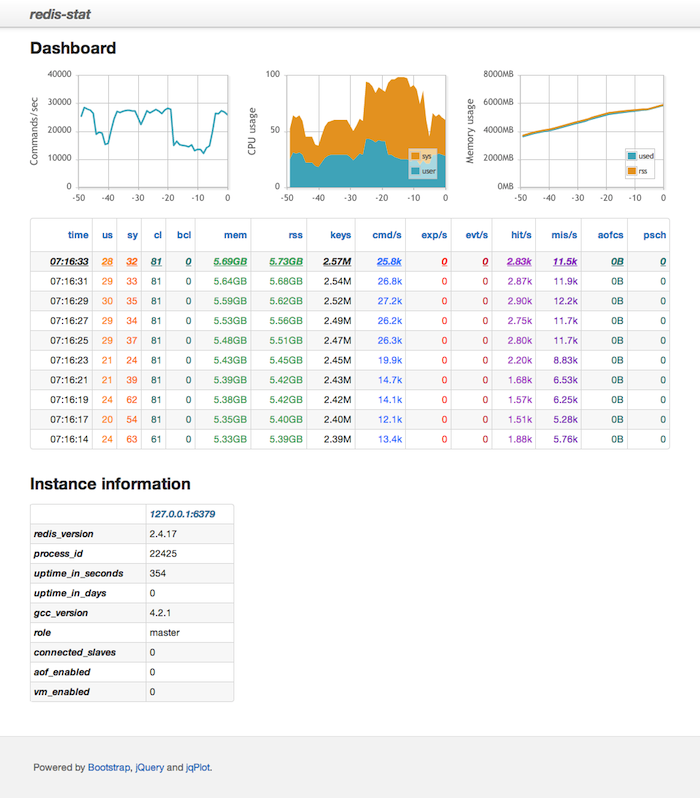 redis-stat
Dashboard
Commands/sec
40000
30000
20000
10000
0
-50 -40 -30 -20 -10 0
CPU usage
100
50
0
sys
user
-50 -40 -30 -20 -10 0
Memory usage
8000MB
6000MB
4000MB
2000MB
0MB
used
rss
-50 -40 -30 -20 -10 0
time us sy cl bcl mem rss keys cmd/s exp/s evt/s hit/s mis/s aofcs psch
07:16:33 28 32 81 0 5.69GB 5.73GB 2.57M 25.8k 0 0 2.83k 11.5k 0B 0
07:16:31 29 33 81 0 5.64GB 5.68GB 2.54M 26.8k 0 0 2.87k 11.9k 0B 0
07:16:29 30 35 81 0 5.59GB 5.62GB 2.52M 27.2k 0 0 2.90k 12.2k 0B 0
07:16:27 29 34 81 0 5.53GB 5.56GB 2.49M 26.2k 0 0 2.75k 11.7k 0B 0
07:16:25 29 37 81 0 5.48GB 5.51GB 2.47M 26.3k 0 0 2.80k 11.7k 0B 0
07:16:23 21 24 81 0 5.43GB 5.45GB 2.45M 19.9k 0 0 2.20k 8.83k 0B 0
07:16:21 21 39 81 0 5.39GB 5.42GB 2.43M 14.7k 0 0 1.68k 6.53k 0B 0
07:16:19 24 62 81 0 5.38GB 5.42GB 2.42M 14.1k 0 0 1.57k 6.25k 0B 0
07:16:17 20 54 81 0 5.35GB 5.40GB 2.40M 12.1k 0 0 1.51k 5.28k 0B 0
07:16:14 24 63 61 0 5.33GB 5.39GB 2.39M 13.4k 0 0 1.88k 5.76k 0B 0
Instance information
127.0.0.1:6379
redis_version 2.4.17
process_id 22425
uptime_in_seconds 354
uptime_in_days 0
gcc_version 4.2.1
role master
connected_slaves 0
aof_enabled 0
vm_enabled 0
Powered by Bootstrap, jQuery and jqPlot.